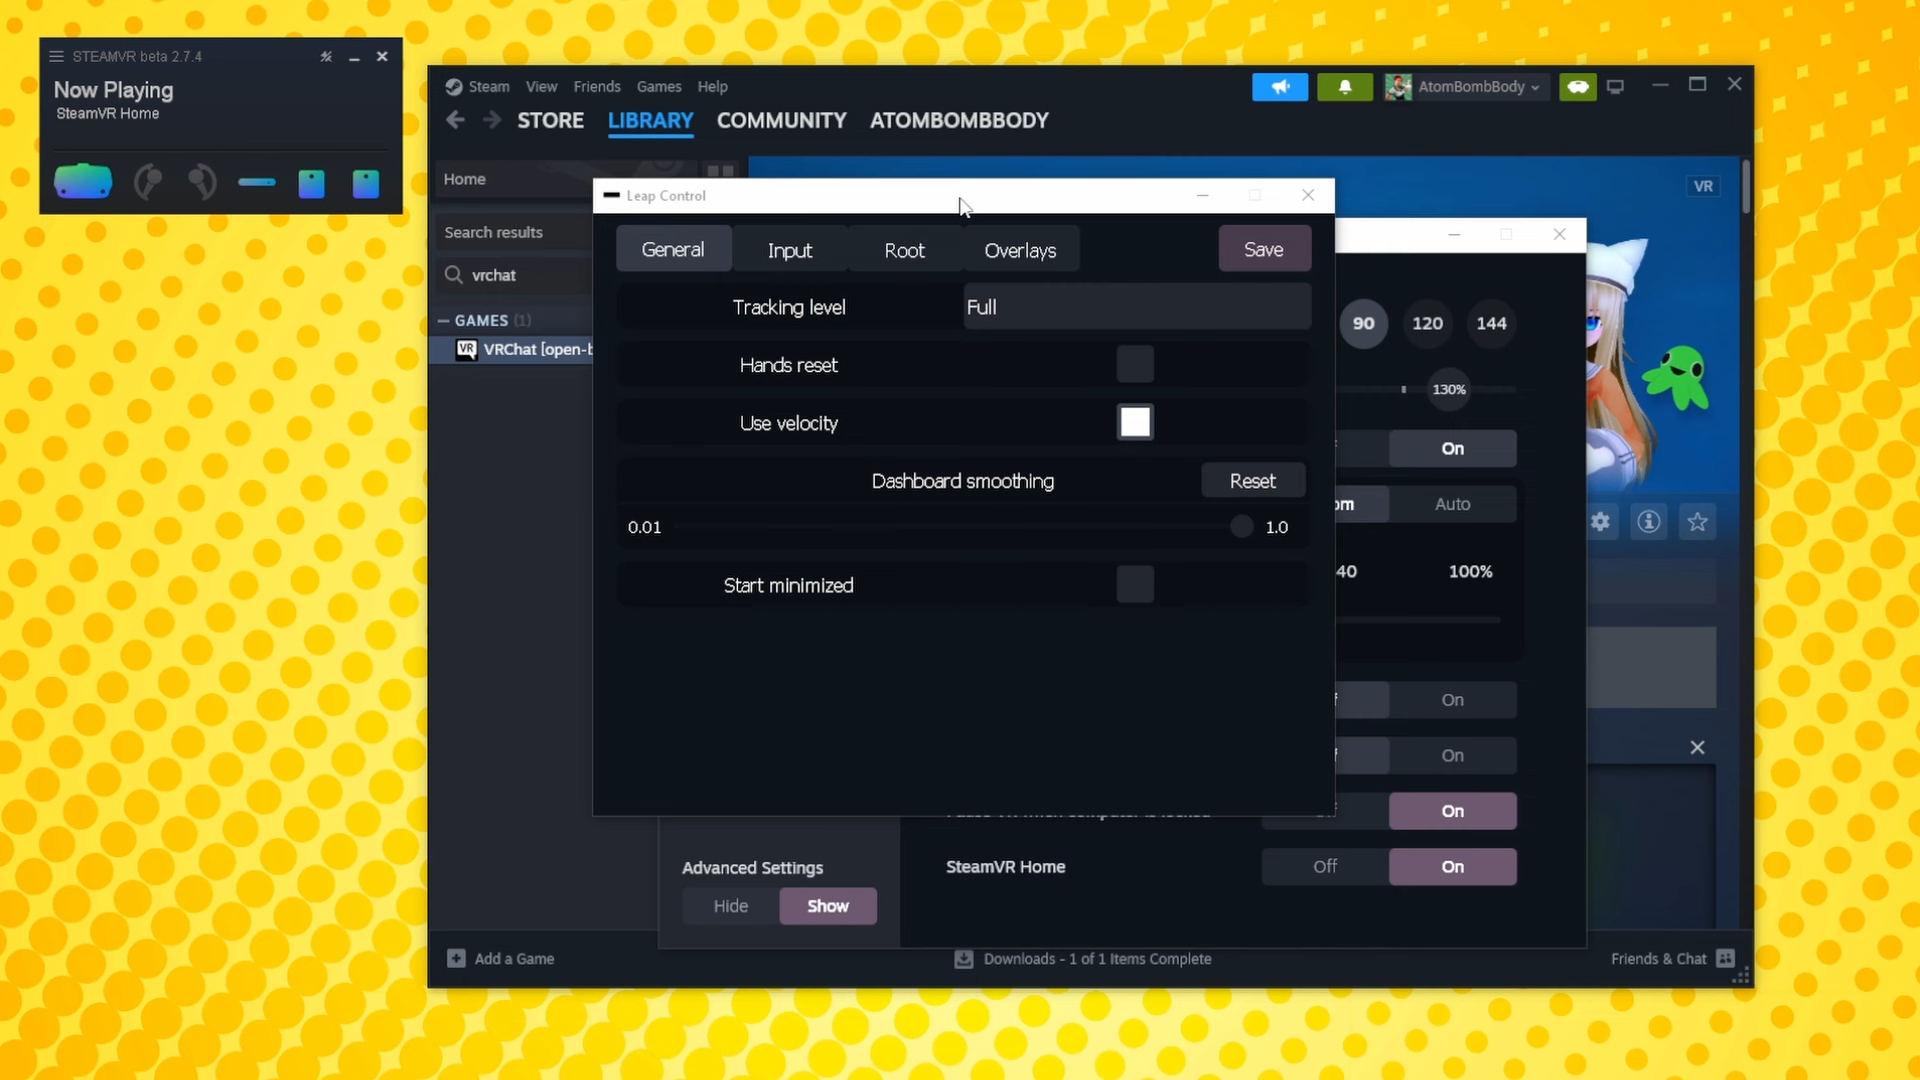 STEAMVR beta 2.7.4
Now Playing
SteamVR Home
Steam View Friends Games Help
AtomBombBody
STORE LIBRARY COMMUNITY ATOMBOMBBODY
Home
Search results
vrchat
GAMES (1)
VR VRChat [open-b
VR
Leap Control
General Input Root Overlays Save
Tracking level Full
Hands reset
Use velocity
Dashboard smoothing Reset
0.01 1.0
Start minimized
90 120 144
130%
On
om Auto
40 100%
On
On
On
SteamVR Home Off On
Advanced Settings
Hide Show
Add a Game
Downloads - 1 of 1 Items Complete
Friends & Chat